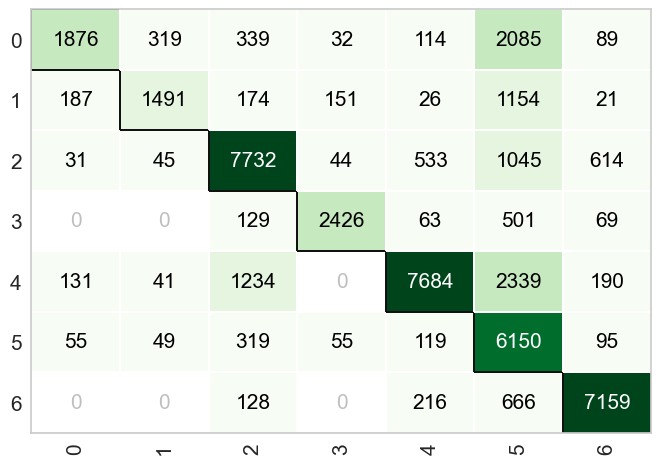 0 1876 319 339 32 114 2085 89
1 187 1491 174 151 26 1154 21
2 31 45 7732 44 533 1045 614
3 0 0 129 2426 63 501 69
4 131 41 1234 0 7684 2339 190
5 55 49 319 55 119 6150 95
6 0 0 128 0 216 666 7159
0 1 2 3 4 5 6